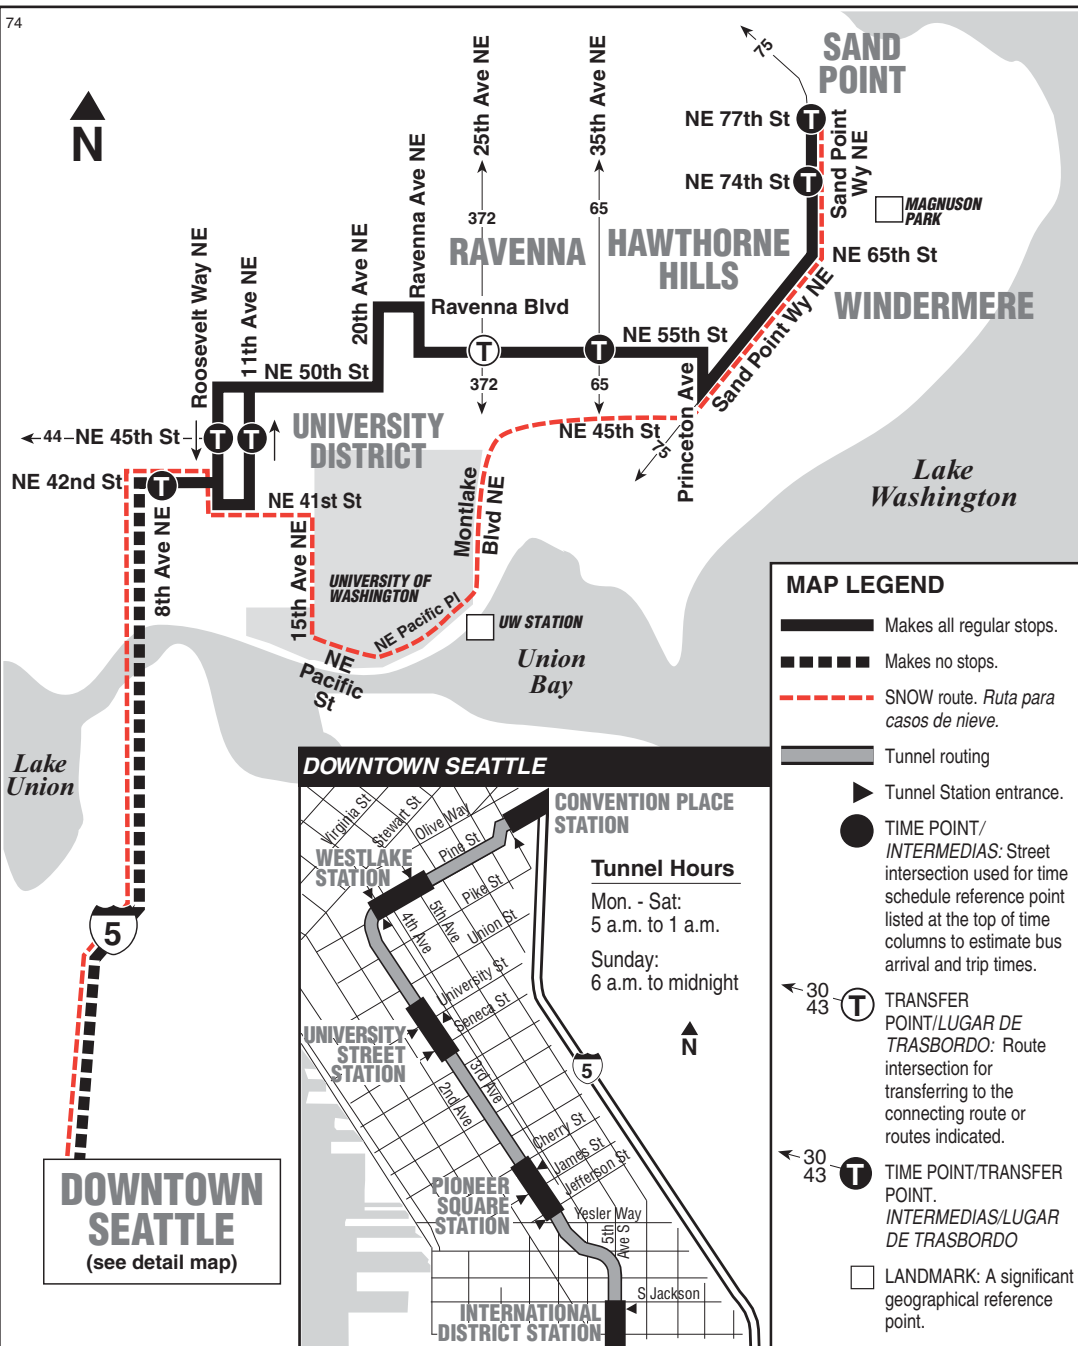 74
N
75
SAND
POINT
NE 77th St
T
NE 74th St
T
Sand Point
Wy NE
MAGNUSON
PARK
25th Ave NE
35th Ave NE
372
65
RAVENNA
HAWTHORNE
HILLS
NE 65th St
WINDERMERE
Roosevelt Way NE
11th Ave NE
20th Ave NE
Ravenna Ave NE
Ravenna Blvd
NE 55th St
T
T
372
65
NE 50th St
Princeton Ave
Sand Point Wy NE
UNIVERSITY
DISTRICT
44
NE 45th St
T
T
NE 45th St
75
NE 42nd St
T
NE 41st St
8th Ave NE
15th Ave NE
Montlake
Blvd NE
UNIVERSITY OF
WASHINGTON
NE Pacific Pl
UW STATION
NE
Pacific
St
Union
Bay
Lake
Washington
Lake
Union
5
DOWNTOWN
SEATTLE
(see detail map)
DOWNTOWN SEATTLE
Virginia St
Stewart St
Olive Way
Pine St
CONVENTION PLACE
STATION
WESTLAKE
STATION
Pike St
Union St
4th Ave
5th Ave
University St
Seneca St
UNIVERSITY
STREET
STATION
3rd Ave
2nd Ave
Cherry St
James St
Jefferson St
PIONEER
SQUARE
STATION
Yesler Way
5th
Ave S
S Jackson
INTERNATIONAL
DISTRICT STATION
Tunnel Hours
Mon. - Sat:
5 a.m. to 1 a.m.
Sunday:
6 a.m. to midnight
N
5
MAP LEGEND
Makes all regular stops.
Makes no stops.
SNOW route. Ruta para
casos de nieve.
Tunnel routing
Tunnel Station entrance.
TIME POINT/
INTERMEDIAS: Street
intersection used for time
schedule reference point
listed at the top of time
columns to estimate bus
arrival and trip times.
30
43
T
TRANSFER
POINT/LUGAR DE
TRASBORDO: Route
intersection for
transferring to the
connecting route or
routes indicated.
30
43
T
TIME POINT/TRANSFER
POINT.
INTERMEDIAS/LUGAR
DE TRASBORDO
LANDMARK: A significant
geographical reference
point.